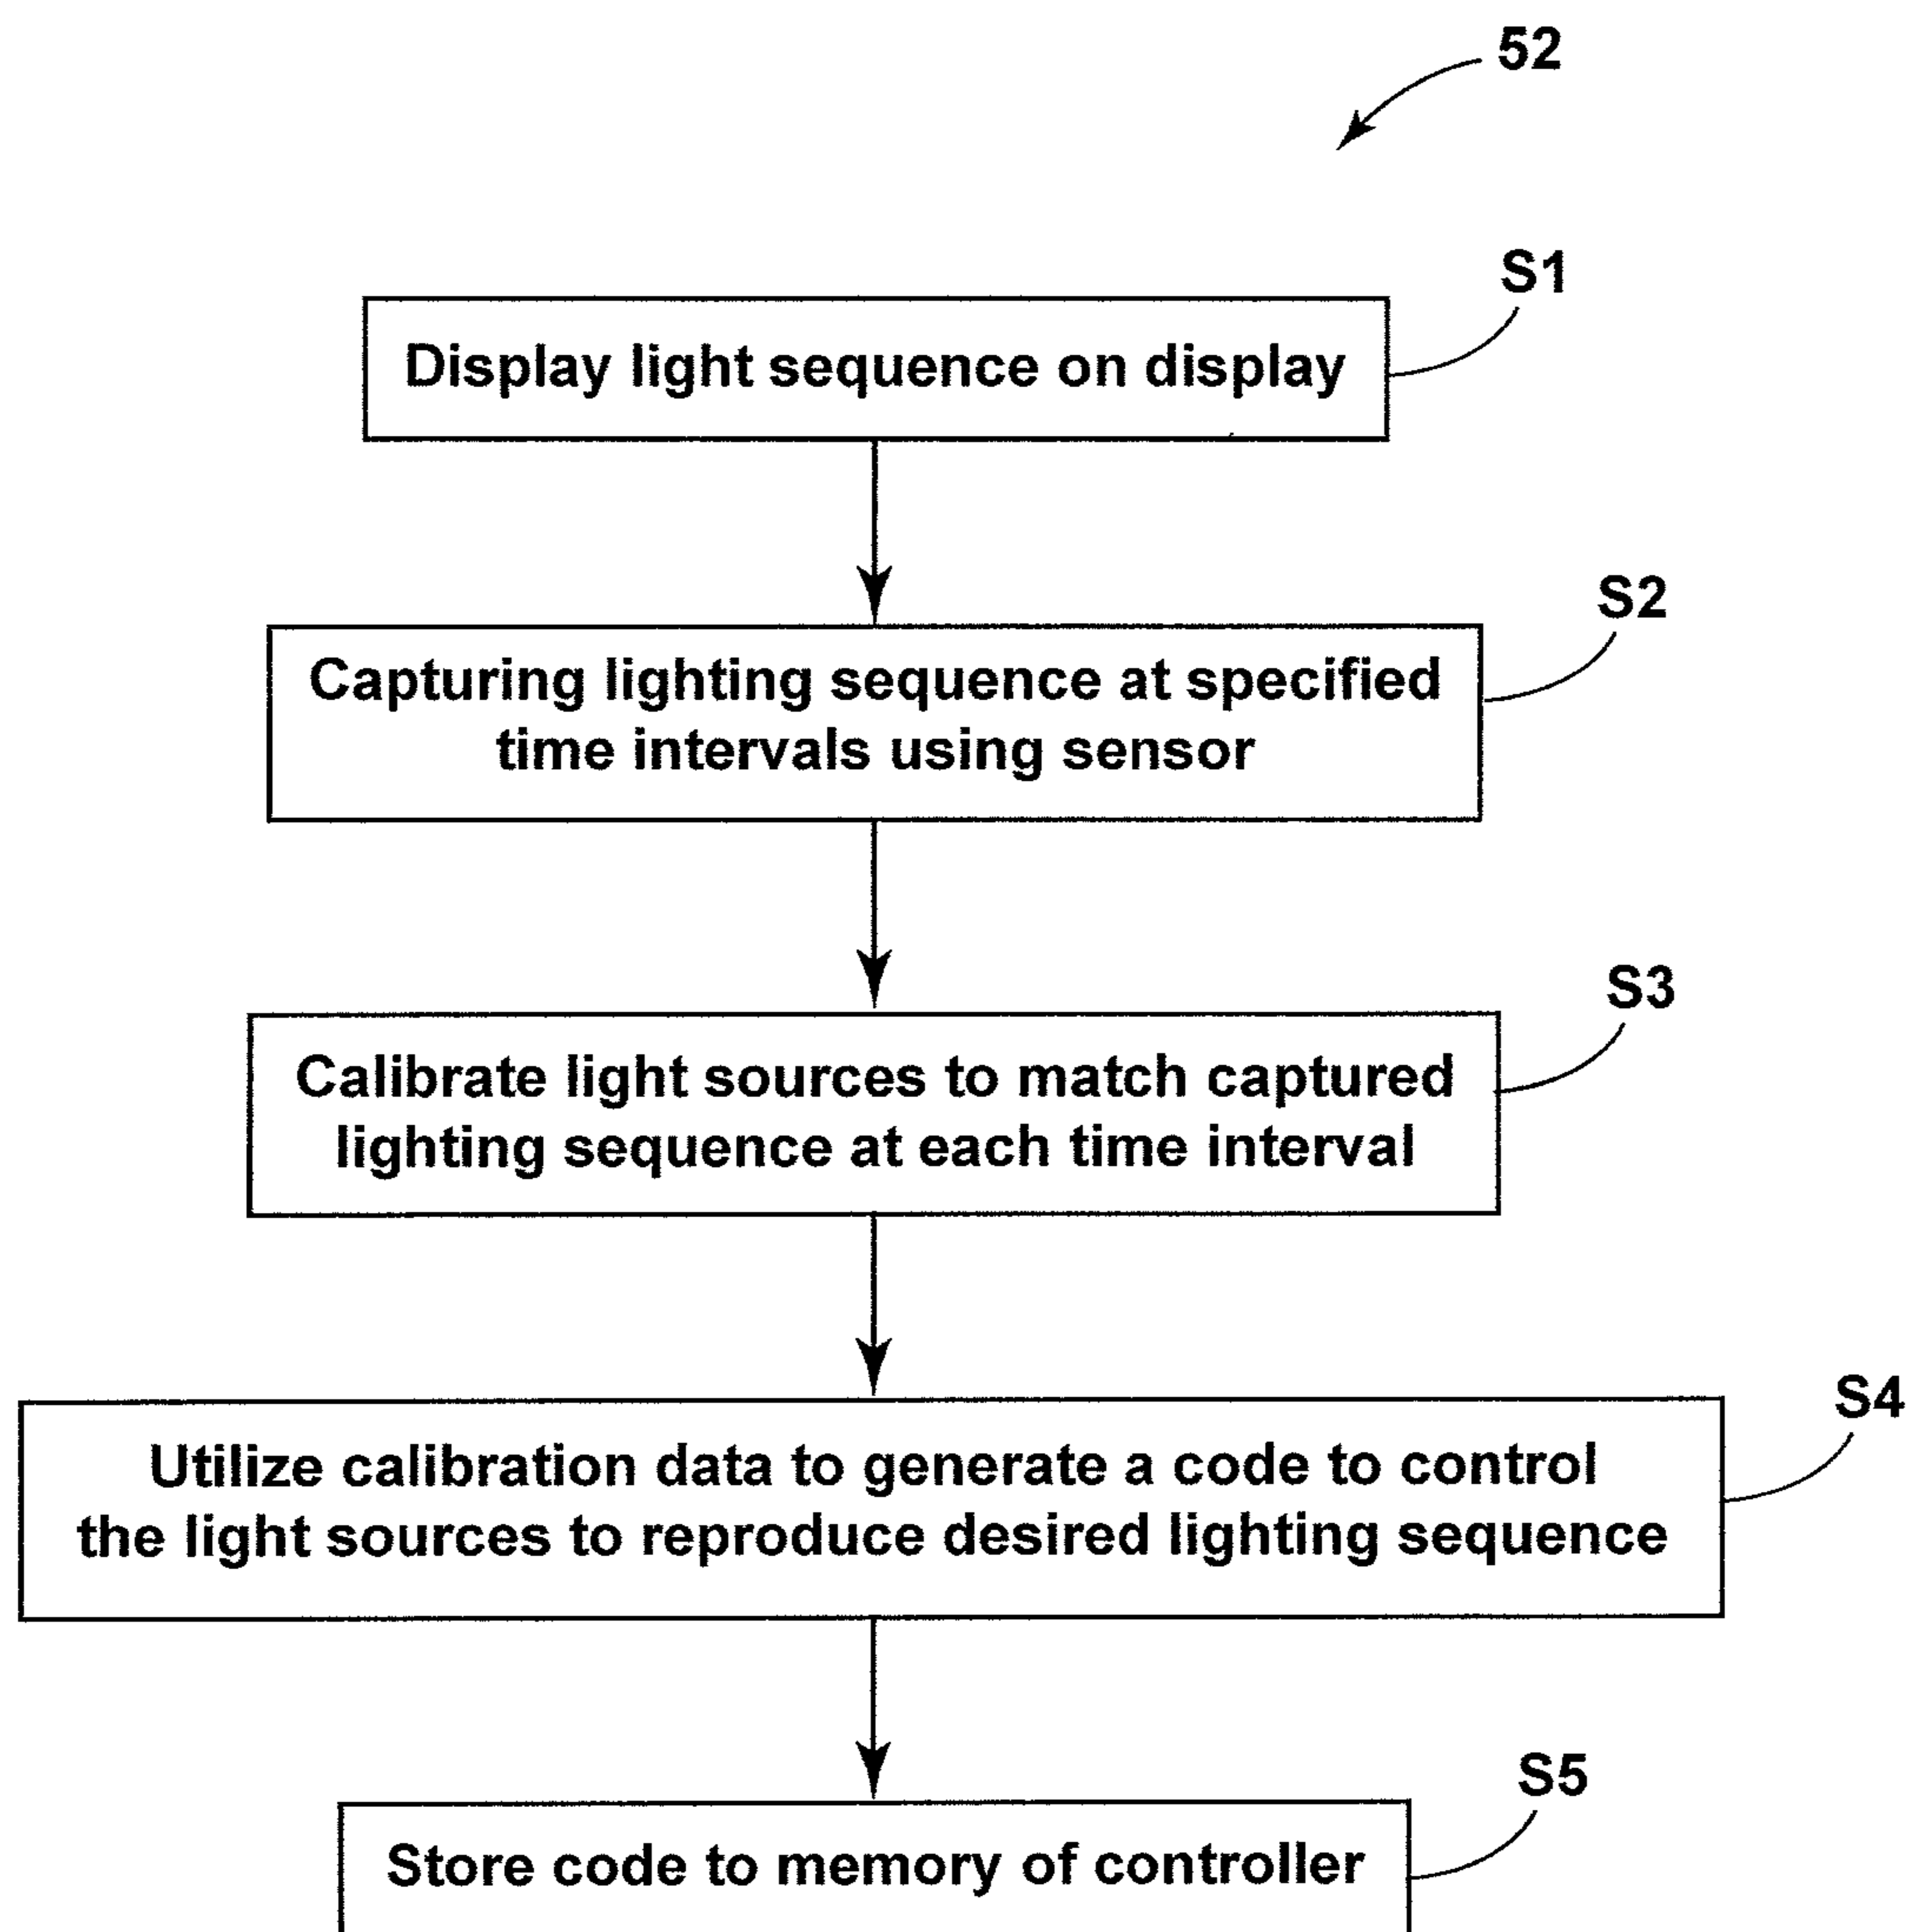 52
S1
Display light sequence on display
S2
Capturing lighting sequence at specified
time intervals using sensor
S3
Calibrate light sources to match captured
lighting sequence at each time interval
S4
Utilize calibration data to generate a code to control
the light sources to reproduce desired lighting sequence
S5
Store code to memory of controller